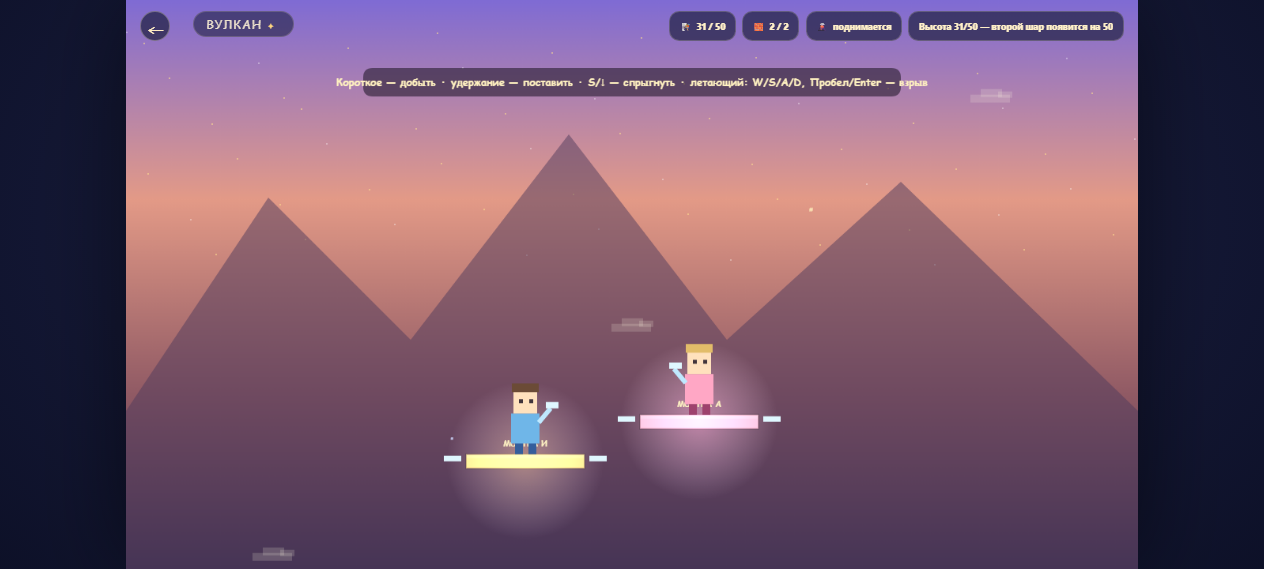 ВУЛКАН
31 / 50
2 / 2
поднимается
Высота 31/50 — второй шар появится на 50
Короткое — добыть · удержание — поставить · S/↓ — спрыгнуть · летающий: W/S/A/D, Пробел/Enter — взрыв